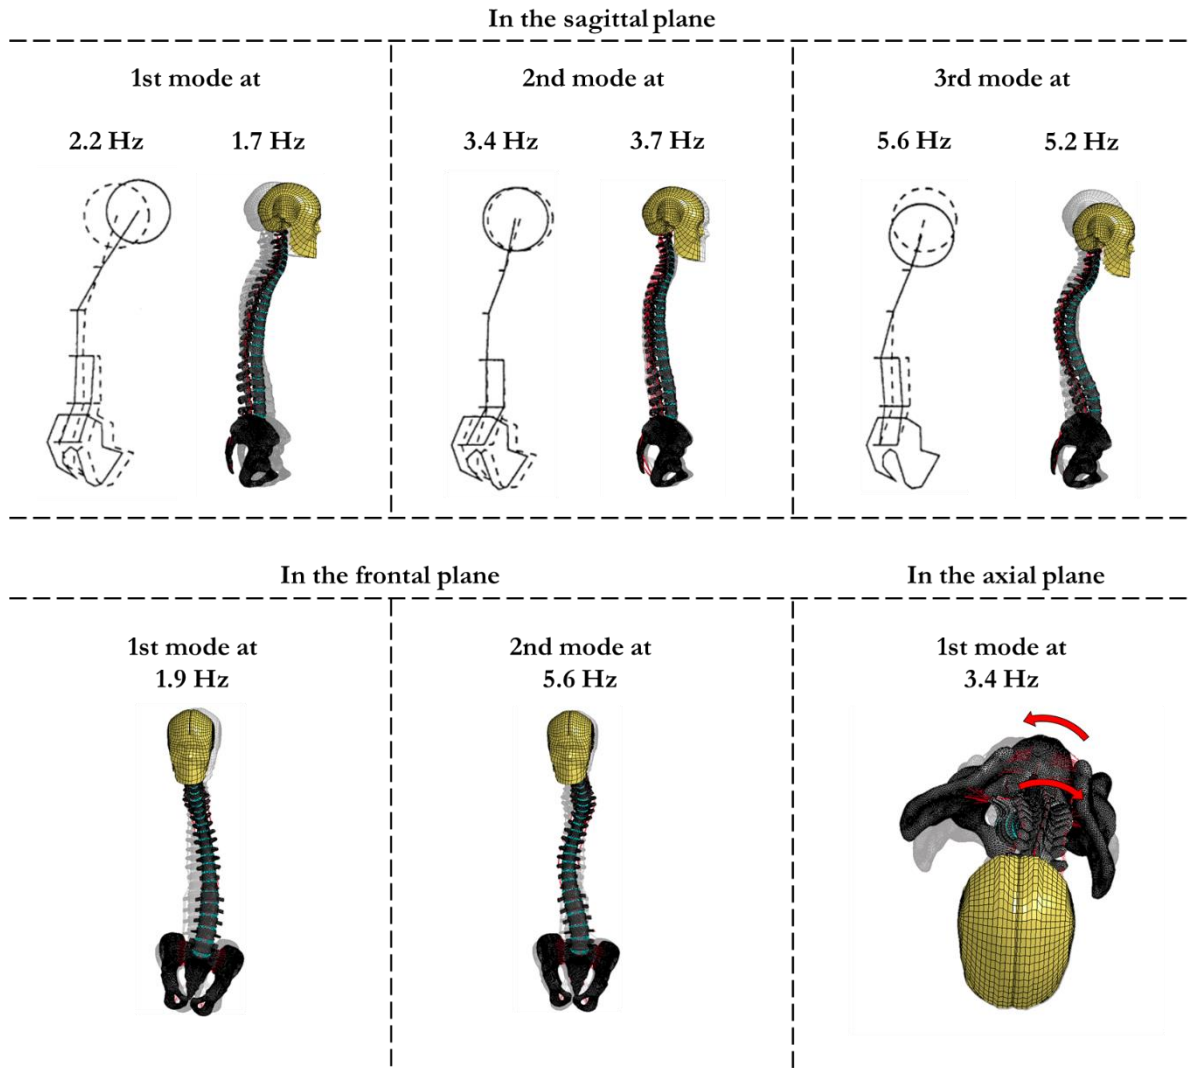 In the sagittal plane
1st mode at
2nd mode at
3rd mode at
2.2 Hz
1.7 Hz
3.4 Hz
3.7 Hz
5.6 Hz
5.2 Hz
In the frontal plane
In the axial plane
1st mode at
1.9 Hz
2nd mode at
5.6 Hz
1st mode at
3.4 Hz